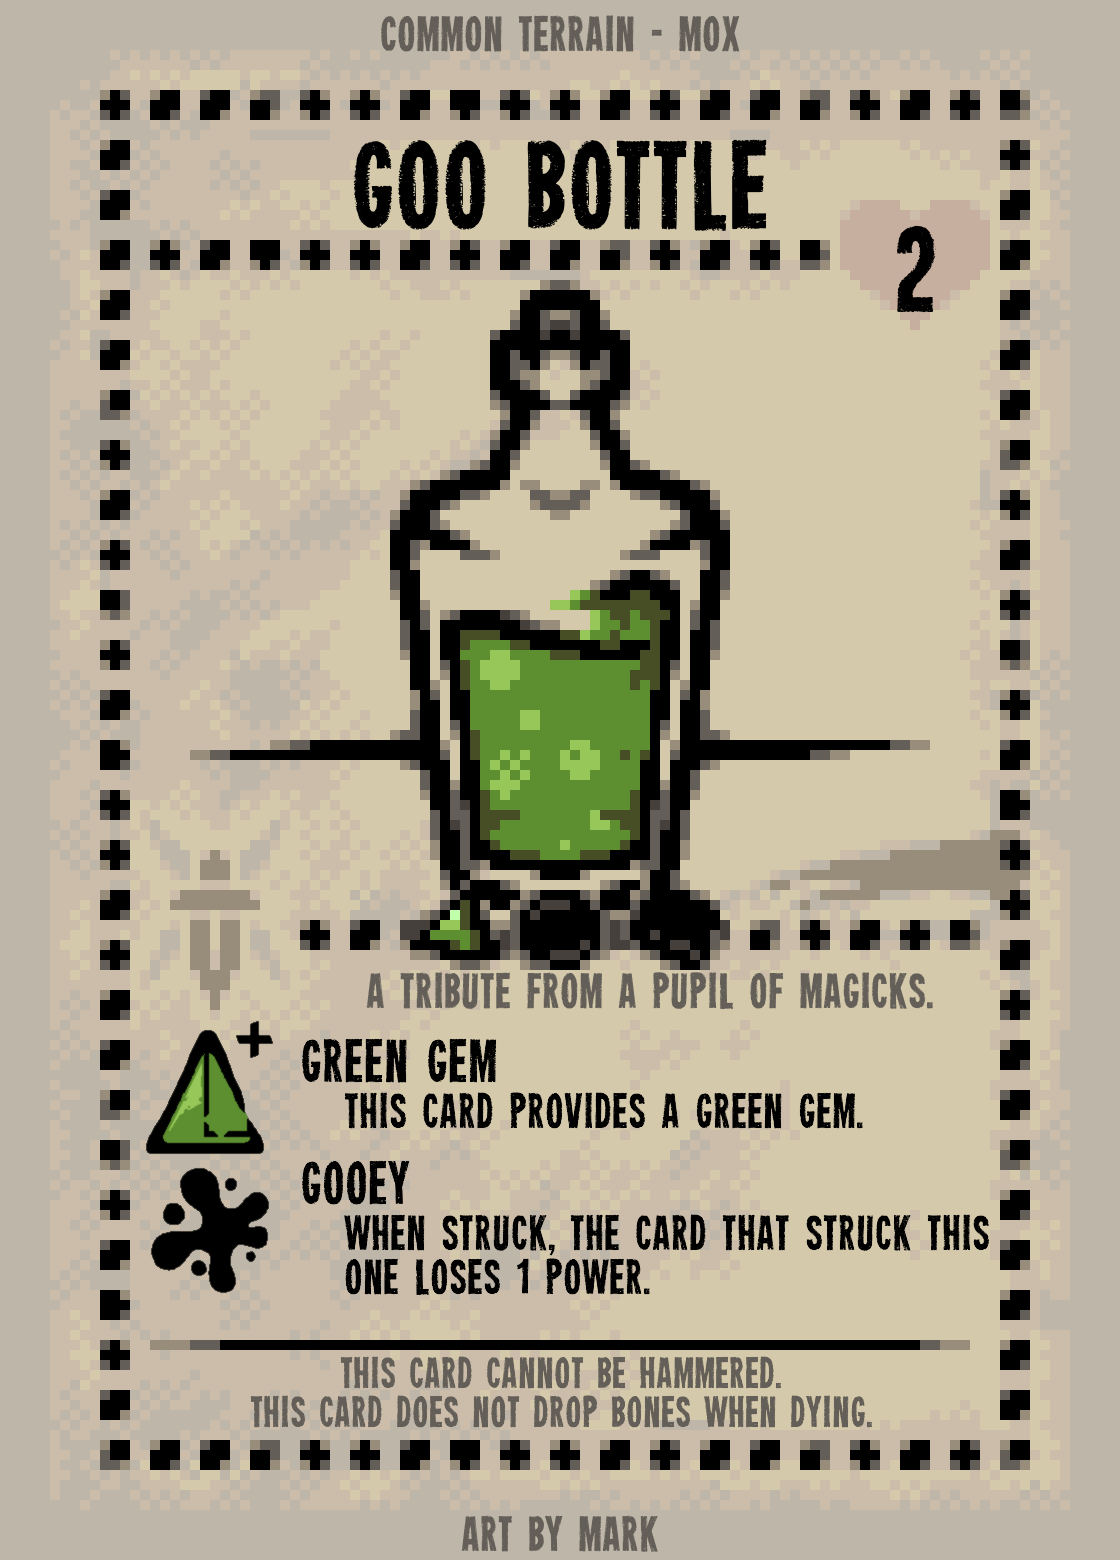 COMMON TERRAIN - MOX
GOO BOTTLE
2
A TRIBUTE FROM A PUPIL OF MAGICKS.
GREEN GEM
THIS CARD PROVIDES A GREEN GEM.
GOOEY
WHEN STRUCK, THE CARD THAT STRUCK THIS
ONE LOSES 1 POWER.
THIS CARD CANNOT BE HAMMERED.
THIS CARD DOES NOT DROP BONES WHEN DYING.
ART BY MARK